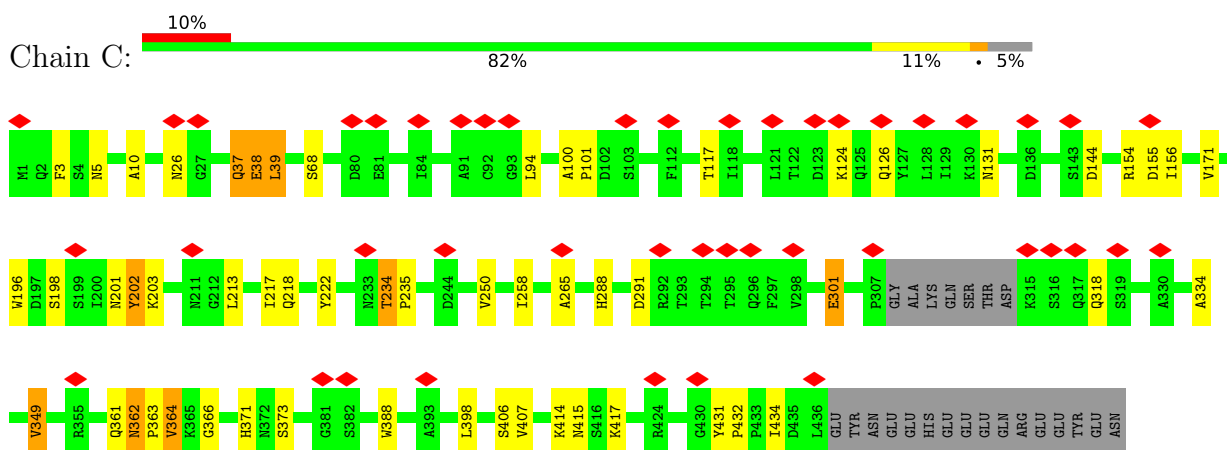 10%
Chain C:
82% 11% • 5%
M1 Q2 F3 S4 N5 A10 N26 G27 Q37 E38 L39 S68 D80 E81 I84 A91 C92 G93 L94 A100 P101 D102 S103 F112 T117 I118 L121 T122 D123 K124 Q125 Q126 Y127 L128 I129 K130 N131 D136 S143 D144 R154 D155 I156 V171
W196 D197 S198 S199 I200 N201 Y202 K203 N211 G212 L213 I217 Q218 Y222 N233 T234 P235 D244 V250 I258 A265 H288 D291 R292 T293 T294 T295 Q296 F297 V298 E301 P307 GLY ALA LYS GLN SER THR ASP K315 S316 Q317 Q318 S319 A330 A334
V349 R355 Q361 N362 P363 V364 K365 G366 H371 N372 S373 G381 S382 W388 A393 L398 S406 V407 K414 N415 S416 K417 R424 G430 Y431 P432 P433 I434 D435 L436 GLU TYR ASN GLU GLU HIS GLU GLU GLU GLN ARG GLU GLU TYR GLU ASN